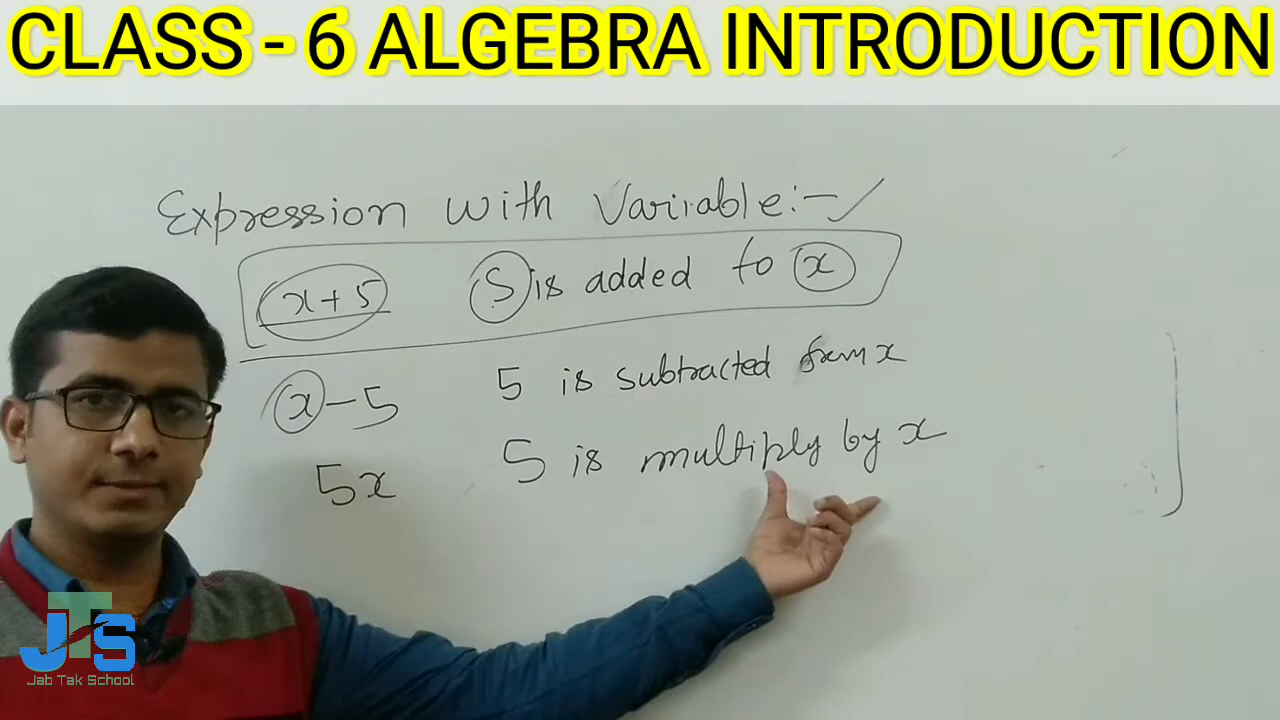 CLASS - 6 ALGEBRA INTRODUCTION
Expression with Variable:-
x+5 5 is added to x
x-5 5 is subtracted from x
5x 5 is multiply by x
JTS
Jab Tak School